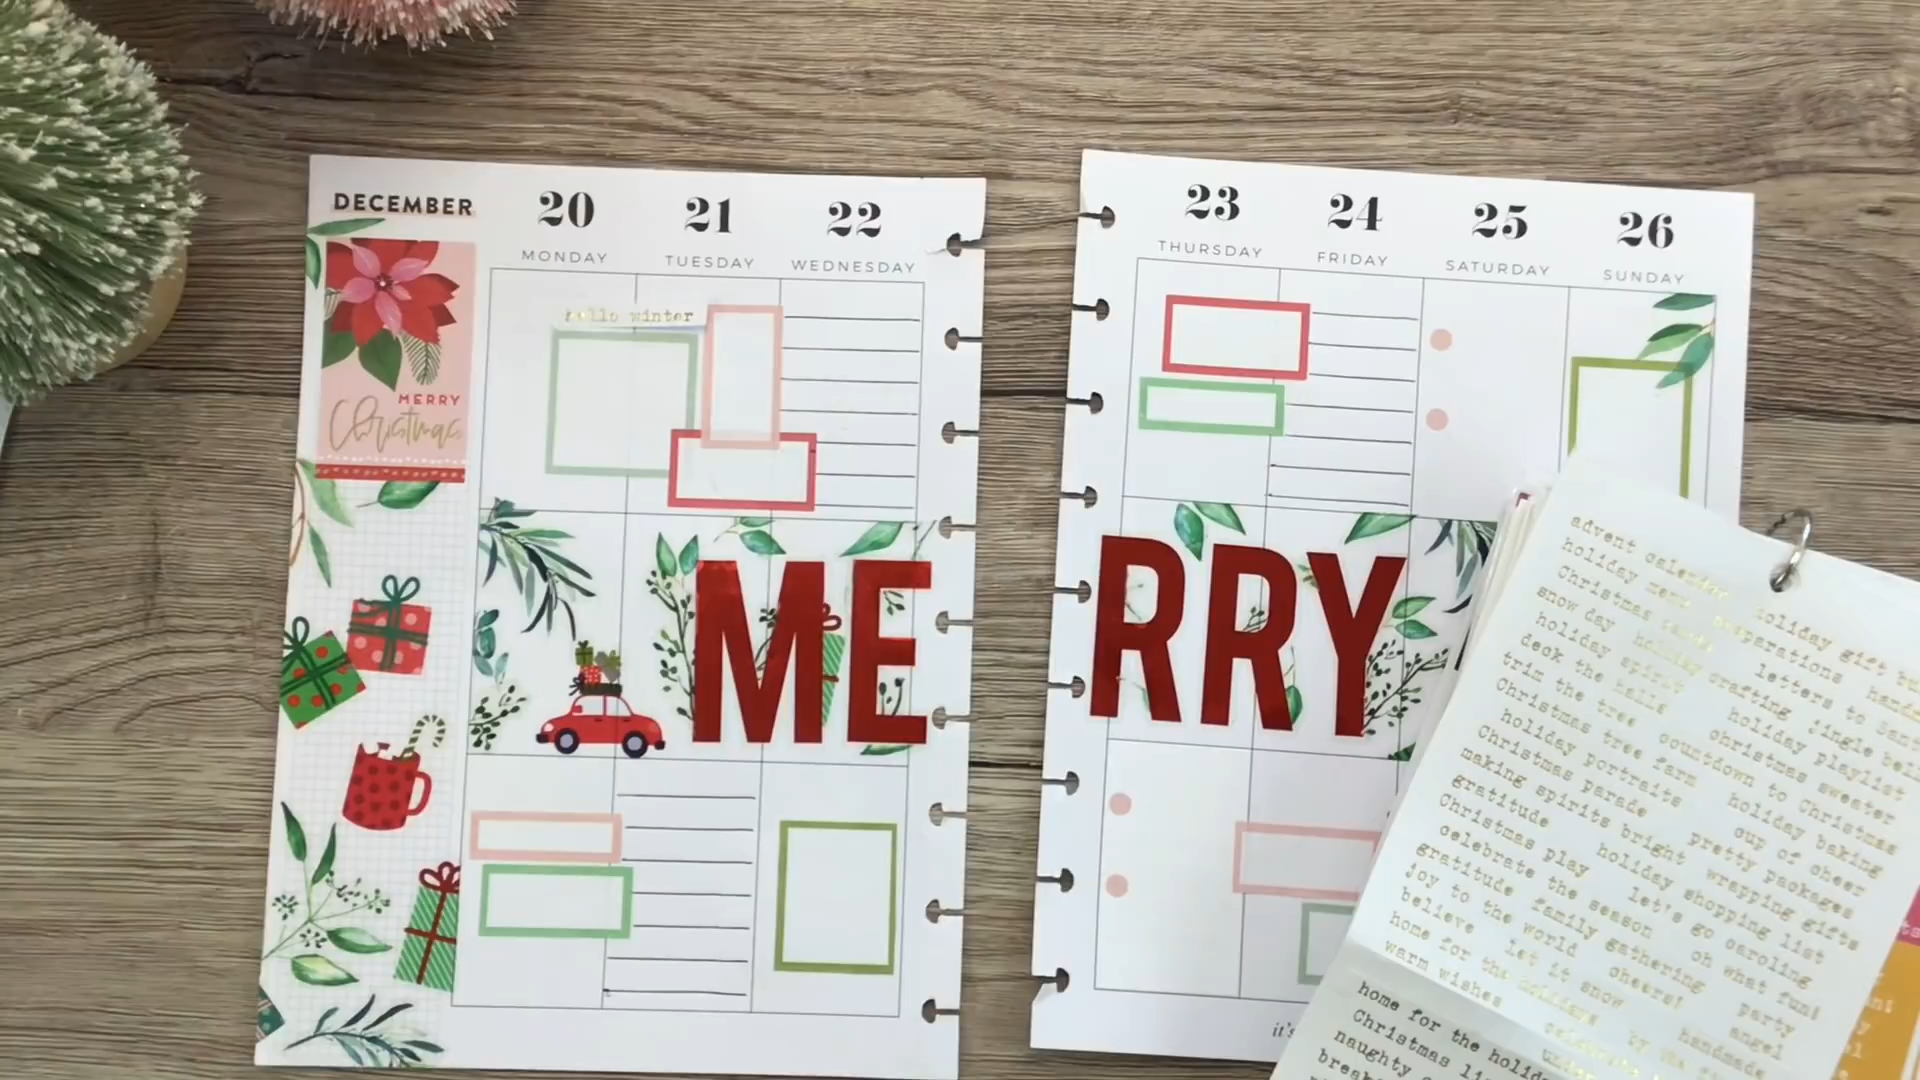 DECEMBER
20 21 22
MONDAY TUESDAY WEDNESDAY
hello winter
MERRY
Christmas
ME
23 24 25 26
THURSDAY FRIDAY SATURDAY SUNDAY
RRY
it's
advent calendar holiday gift
holiday menu preparations
Christmas letters to Santa
snow day holiday crafting jingle
holiday spirit holiday playlist
deck the halls christmas sweater
trim the tree countdown to Christmas
Christmas tree farm holiday baking
holiday portraits cup of cheer
Christmas parade pretty packages
making spirits bright wrapping gifts
gratitude holiday shopping list
Christmas play let's go caroling
celebrate the season oh what fun!
gratitude family gathering party
joy to the world cheers! angel
believe let it snow handmade
home for the holidays by the
warm wishes
home for the
Christmas
naughty